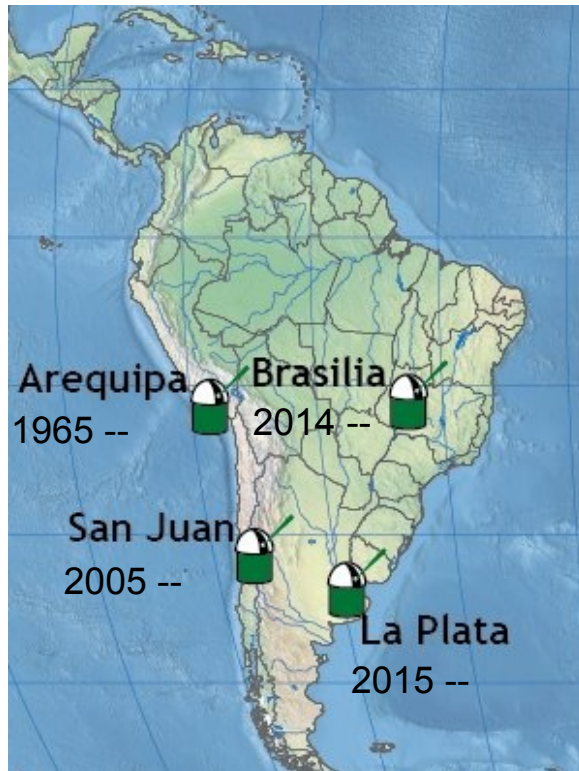 Arequipa
1965 --
Brasilia
2014 --
San Juan
2005 --
La Plata
2015 --